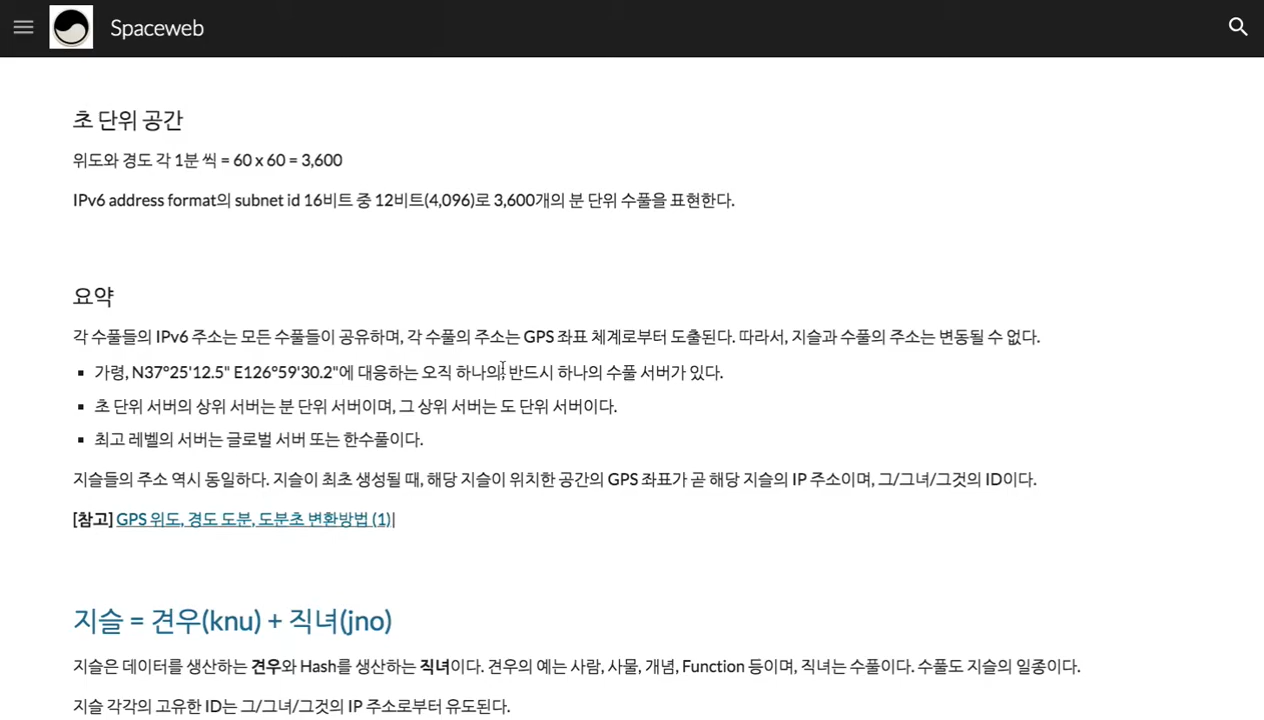 Spaceweb
초 단위 공간
위도와 경도 각 1분 씩 = 60 x 60 = 3,600
IPv6 address format의 subnet id 16비트 중 12비트(4,096)로 3,600개의 분 단위 수풀을 표현한다.
요약
각 수풀들의 IPv6 주소는 모든 수풀들이 공유하며, 각 수풀의 주소는 GPS 좌표 체계로부터 도출된다. 따라서, 지슬과 수풀의 주소는 변동될 수 없다.
▪ 가령, N37°25'12.5" E126°59'30.2"에 대응하는 오직 하나의, 반드시 하나의 수풀 서버가 있다.
▪ 초 단위 서버의 상위 서버는 분 단위 서버이며, 그 상위 서버는 도 단위 서버이다.
▪ 최고 레벨의 서버는 글로벌 서버 또는 한수풀이다.
지슬들의 주소 역시 동일하다. 지슬이 최초 생성될 때, 해당 지슬이 위치한 공간의 GPS 좌표가 곧 해당 지슬의 IP 주소이며, 그/그녀/그것의 ID이다.
[참고] GPS 위도, 경도 도분, 도분초 변환방법 (1)
지슬 = 견우(knu) + 직녀(jno)
지슬은 데이터를 생산하는 견우와 Hash를 생산하는 직녀이다. 견우의 예는 사람, 사물, 개념, Function 등이며, 직녀는 수풀이다. 수풀도 지슬의 일종이다.
지슬 각각의 고유한 ID는 그/그녀/그것의 IP 주소로부터 유도된다.